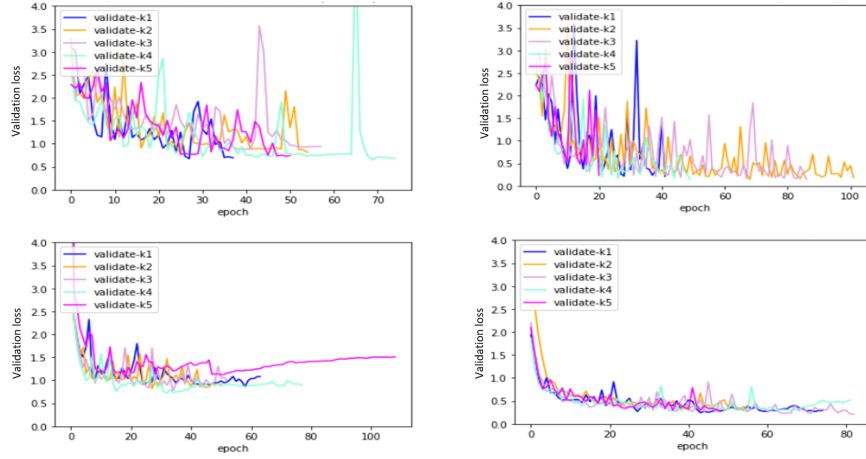 4.0
3.5
3.0
2.5
2.0
1.5
1.0
0.5
0.0
Validation loss
validate-k1
validate-k2
validate-k3
validate-k4
validate-k5
0 10 20 30 40 50 60 70
epoch
4.0
3.5
3.0
2.5
2.0
1.5
1.0
0.5
0.0
Validation loss
validate-k1
validate-k2
validate-k3
validate-k4
validate-k5
0 20 40 60 80 100
epoch
4.0
3.5
3.0
2.5
2.0
1.5
1.0
0.5
0.0
Validation loss
validate-k1
validate-k2
validate-k3
validate-k4
validate-k5
0 20 40 60 80 100
epoch
4.0
3.5
3.0
2.5
2.0
1.5
1.0
0.5
0.0
Validation loss
validate-k1
validate-k2
validate-k3
validate-k4
validate-k5
0 20 40 60 80
epoch